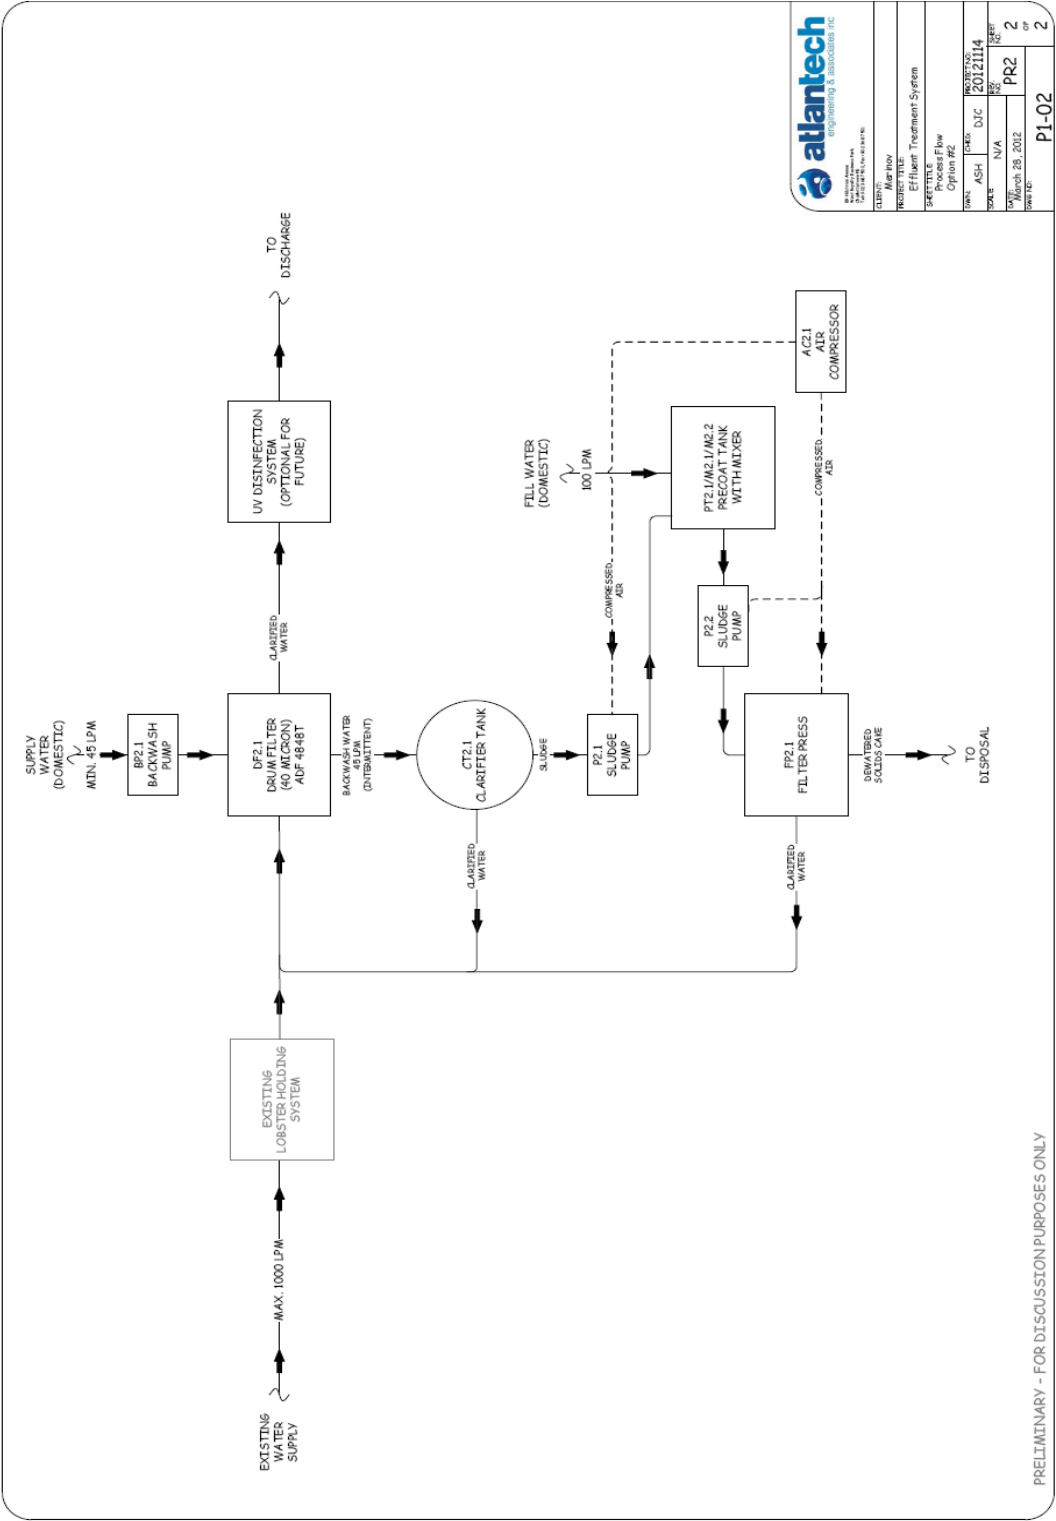 EXISTING
WATER
SUPPLY
MAX. 1000 LPM
EXISTING
LOBSTER HOLDING
SYSTEM
SUPPLY
WATER
(DOMESTIC)
MIN. 45 LPM
BP2.1
BACKWASH
PUMP
DF2.1
DRUM FILTER
(40 MICRON)
ADF 4848T
CLARIFIED
WATER
UV DISINFECTION
SYSTEM
(OPTIONAL FOR
FUTURE)
TO
DISCHARGE
BACKWASH WATER
45 LPM
(INTERMITTENT)
CT2.1
CLARIFIER TANK
CLARIFIED
WATER
SLUDGE
P2.1
SLUDGE
PUMP
COMPRESSED
AIR
FILL WATER
(DOMESTIC)
100 LPM
PT2.1/M2.1/M2.2
PRECOAT TANK
WITH MIXER
P2.2
SLUDGE
PUMP
AC2.1
AIR
COMPRESSOR
COMPRESSED
AIR
FP2.1
FILTER PRESS
CLARIFIED
WATER
DEWATERED
SOLIDS CAKE
TO
DISPOSAL
PRELIMINARY - FOR DISCUSSION PURPOSES ONLY
atlantech
engineering & associates inc
CLIENT:
Merinov
PROJECT TITLE:
Effluent Treatment System
SHEET TITLE:
Process Flow
Option #2
DWN:
ASH
CHKD:
DJC
PROJECT NO:
20121114
SCALE:
N/A
REV.
NO:
PR2
SHEET
NO.
2
OF
2
DATE:
March 28, 2012
DWG NO:
P1-02